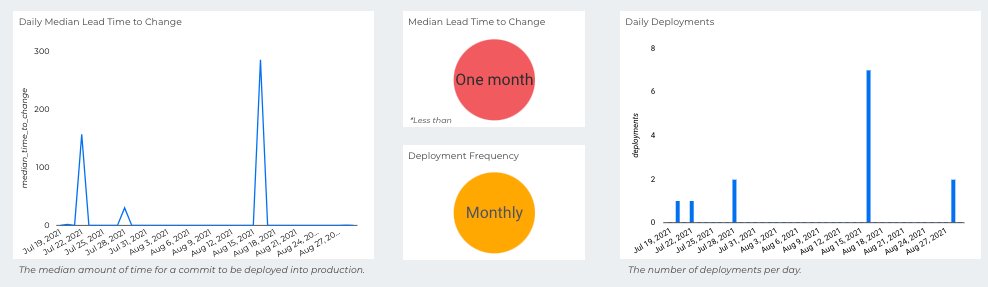 Daily Median Lead Time to Change
median_time_to_change
300
200
100
0
Jul 19, 2021
Jul 22, 2021
Jul 25, 2021
Jul 28, 2021
Jul 31, 2021
Aug 3, 2021
Aug 6, 2021
Aug 9, 2021
Aug 12, 2021
Aug 15, 2021
Aug 18, 2021
Aug 21, 2021
Aug 24, 20...
Aug 27, 20...
The median amount of time for a commit to be deployed into production.
Median Lead Time to Change
One month
*Less than
Deployment Frequency
Monthly
Daily Deployments
deployments
8
6
4
2
0
Jul 19, 2021
Jul 22, 2021
Jul 25, 2021
Jul 28, 2021
Jul 31, 2021
Aug 3, 2021
Aug 6, 2021
Aug 9, 2021
Aug 12, 2021
Aug 15, 2021
Aug 18, 2021
Aug 21, 2021
Aug 24, 2021
Aug 27, 2021
The number of deployments per day.